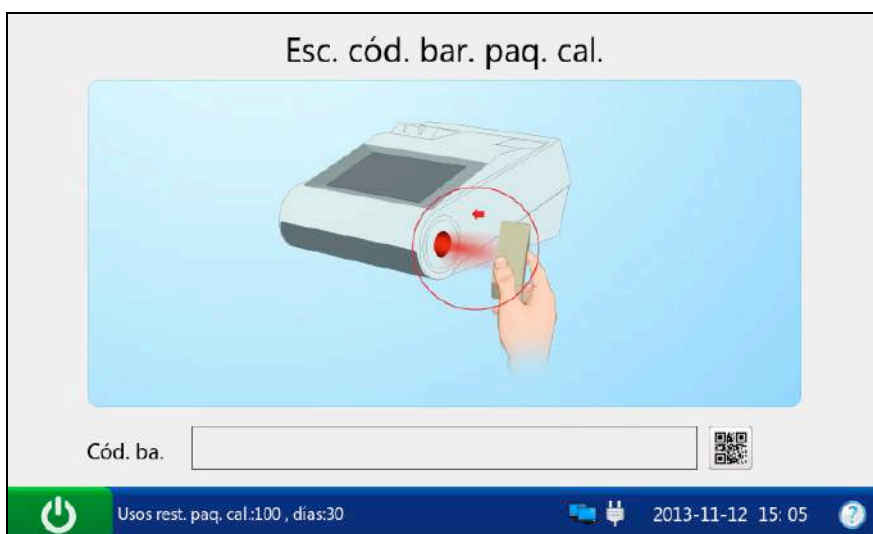 Esc. cód. bar. paq. cal.
Cód. ba.
Usos rest. paq. cal.:100 , días:30
2013-11-12 15: 05
?